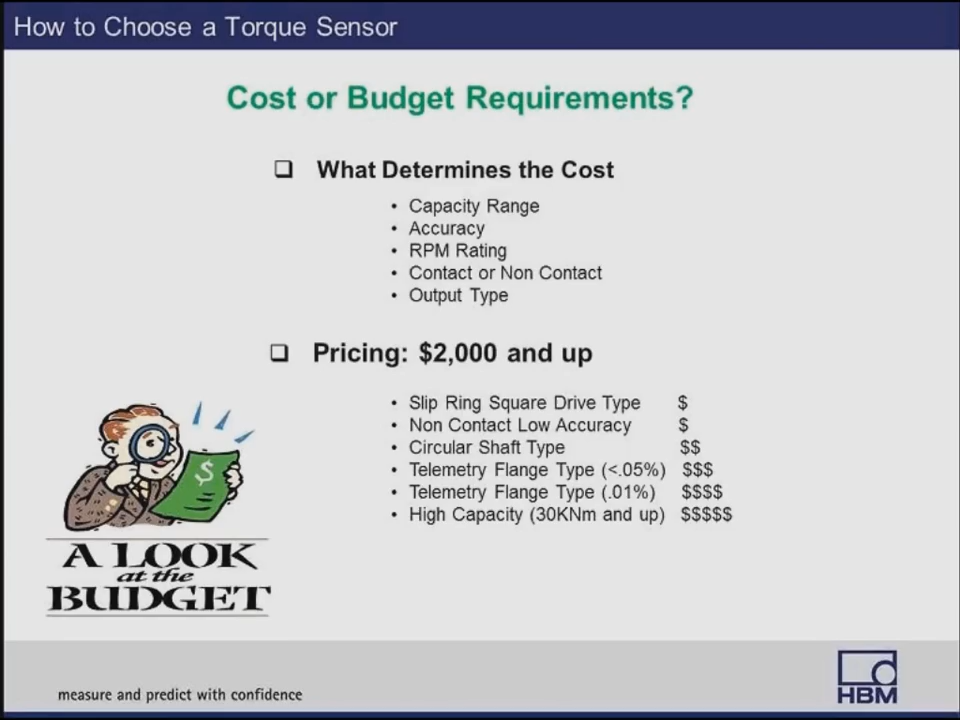 How to Choose a Torque Sensor
Cost or Budget Requirements?
❑ What Determines the Cost
• Capacity Range
• Accuracy
• RPM Rating
• Contact or Non Contact
• Output Type
❑ Pricing: $2,000 and up
• Slip Ring Square Drive Type $
• Non Contact Low Accuracy $
• Circular Shaft Type $$
• Telemetry Flange Type (<.05%) $$$
• Telemetry Flange Type (.01%) $$$$
• High Capacity (30KNm and up) $$$$$
$
A LOOK
at the
BUDGET
measure and predict with confidence
HBM